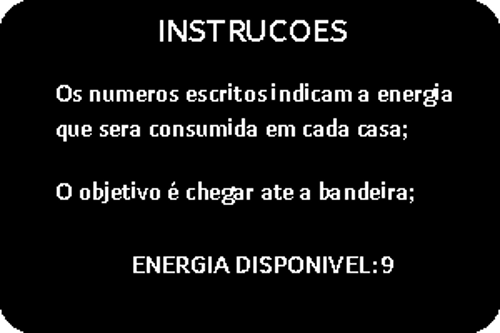 INSTRUCOES
Os numeros escritos indicam a energia
que sera consumida em cada casa;
O objetivo é chegar ate a bandeira;
ENERGIA DISPONIVEL: 9